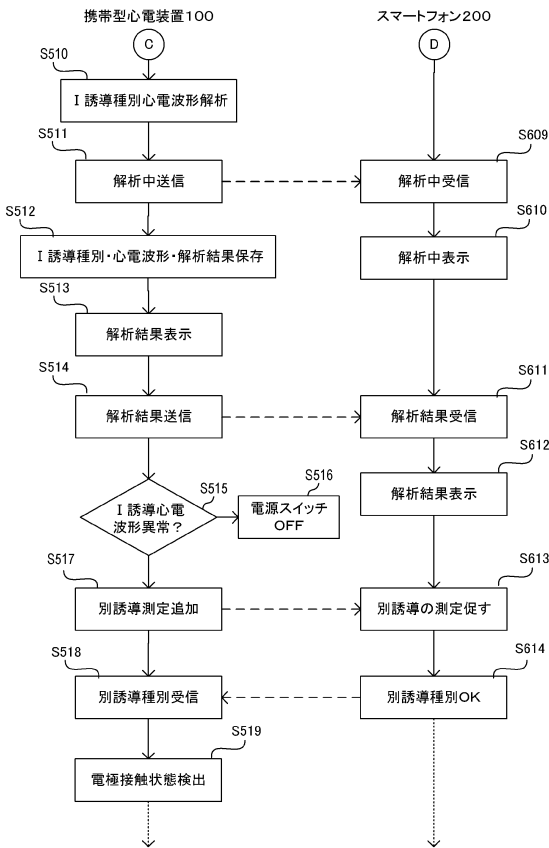 携帯型心電装置100
スマートフォン200
C
D
S510
Ⅰ誘導種別心電波形解析
S511
解析中送信
S609
解析中受信
S512
Ⅰ誘導種別・心電波形・解析結果保存
S610
解析中表示
S513
解析結果表示
S514
解析結果送信
S611
解析結果受信
S612
解析結果表示
S515
Ⅰ誘導心電
波形異常？
S516
電源スイッチ
OFF
S517
別誘導測定追加
S613
別誘導の測定促す
S518
別誘導種別受信
S614
別誘導種別OK
S519
電極接触状態検出